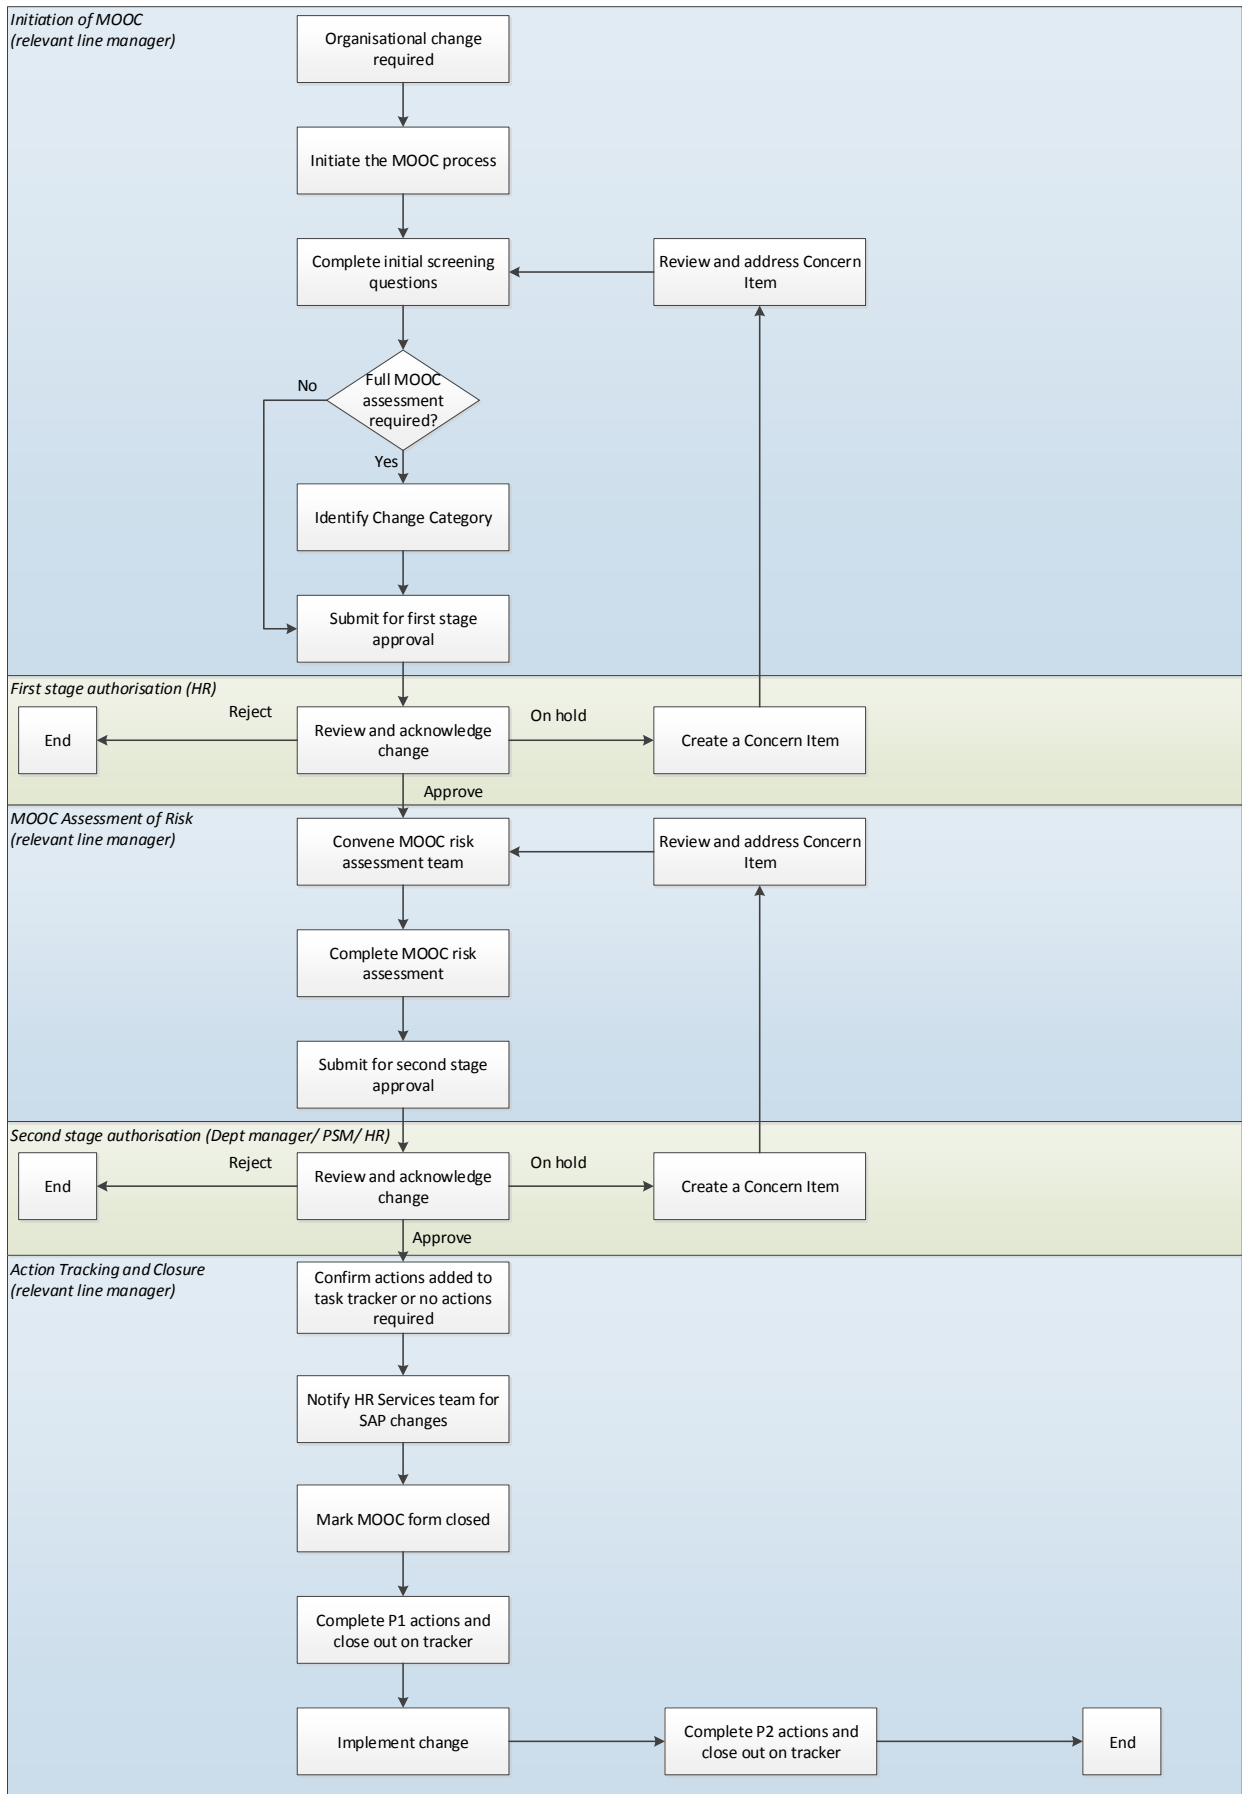 Initiation of MOOC
(relevant line manager)
Organisational change
required
Initiate the MOOC process
Complete initial screening
questions
Review and address Concern
Item
No
Full MOOC
assessment
required?
Yes
Identify Change Category
Submit for first stage
approval
First stage authorisation (HR)
End
Reject
Review and acknowledge
change
On hold
Create a Concern Item
Approve
MOOC Assessment of Risk
(relevant line manager)
Convene MOOC risk
assessment team
Review and address Concern
Item
Complete MOOC risk
assessment
Submit for second stage
approval
Second stage authorisation (Dept manager/ PSM/ HR)
End
Reject
Review and acknowledge
change
On hold
Create a Concern Item
Approve
Action Tracking and Closure
(relevant line manager)
Confirm actions added to
task tracker or no actions
required
Notify HR Services team for
SAP changes
Mark MOOC form closed
Complete P1 actions and
close out on tracker
Implement change
Complete P2 actions and
close out on tracker
End